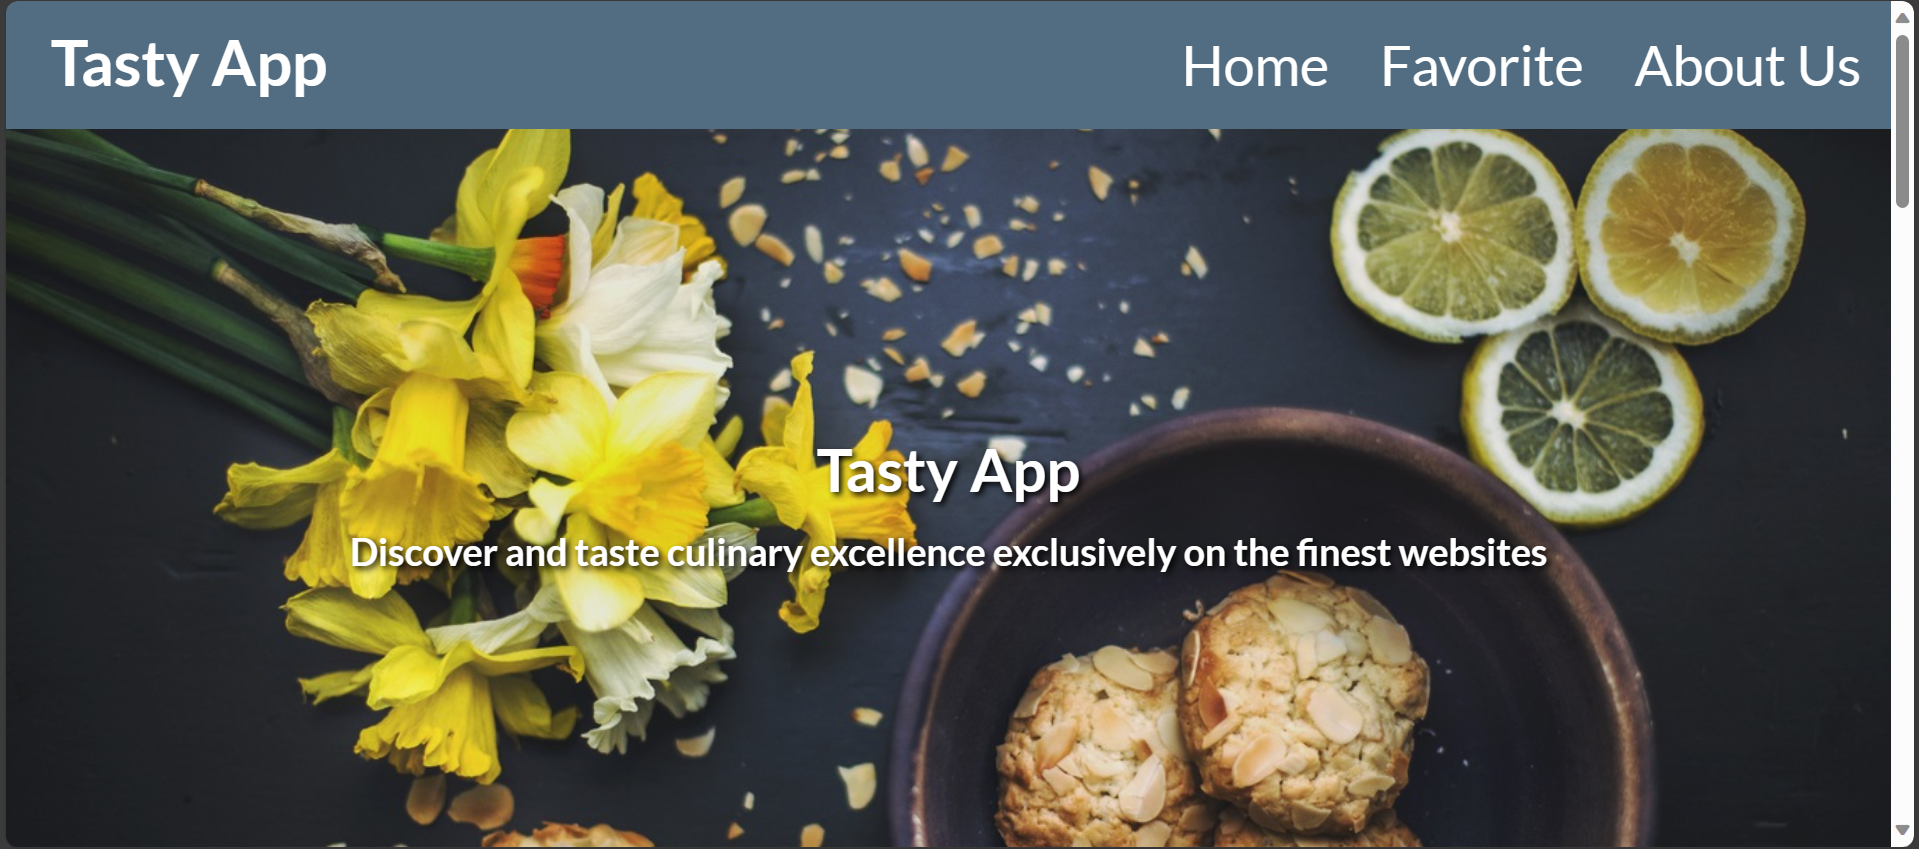 Tasty App
Home Favorite About Us
Tasty App
Discover and taste culinary excellence exclusively on the finest websites